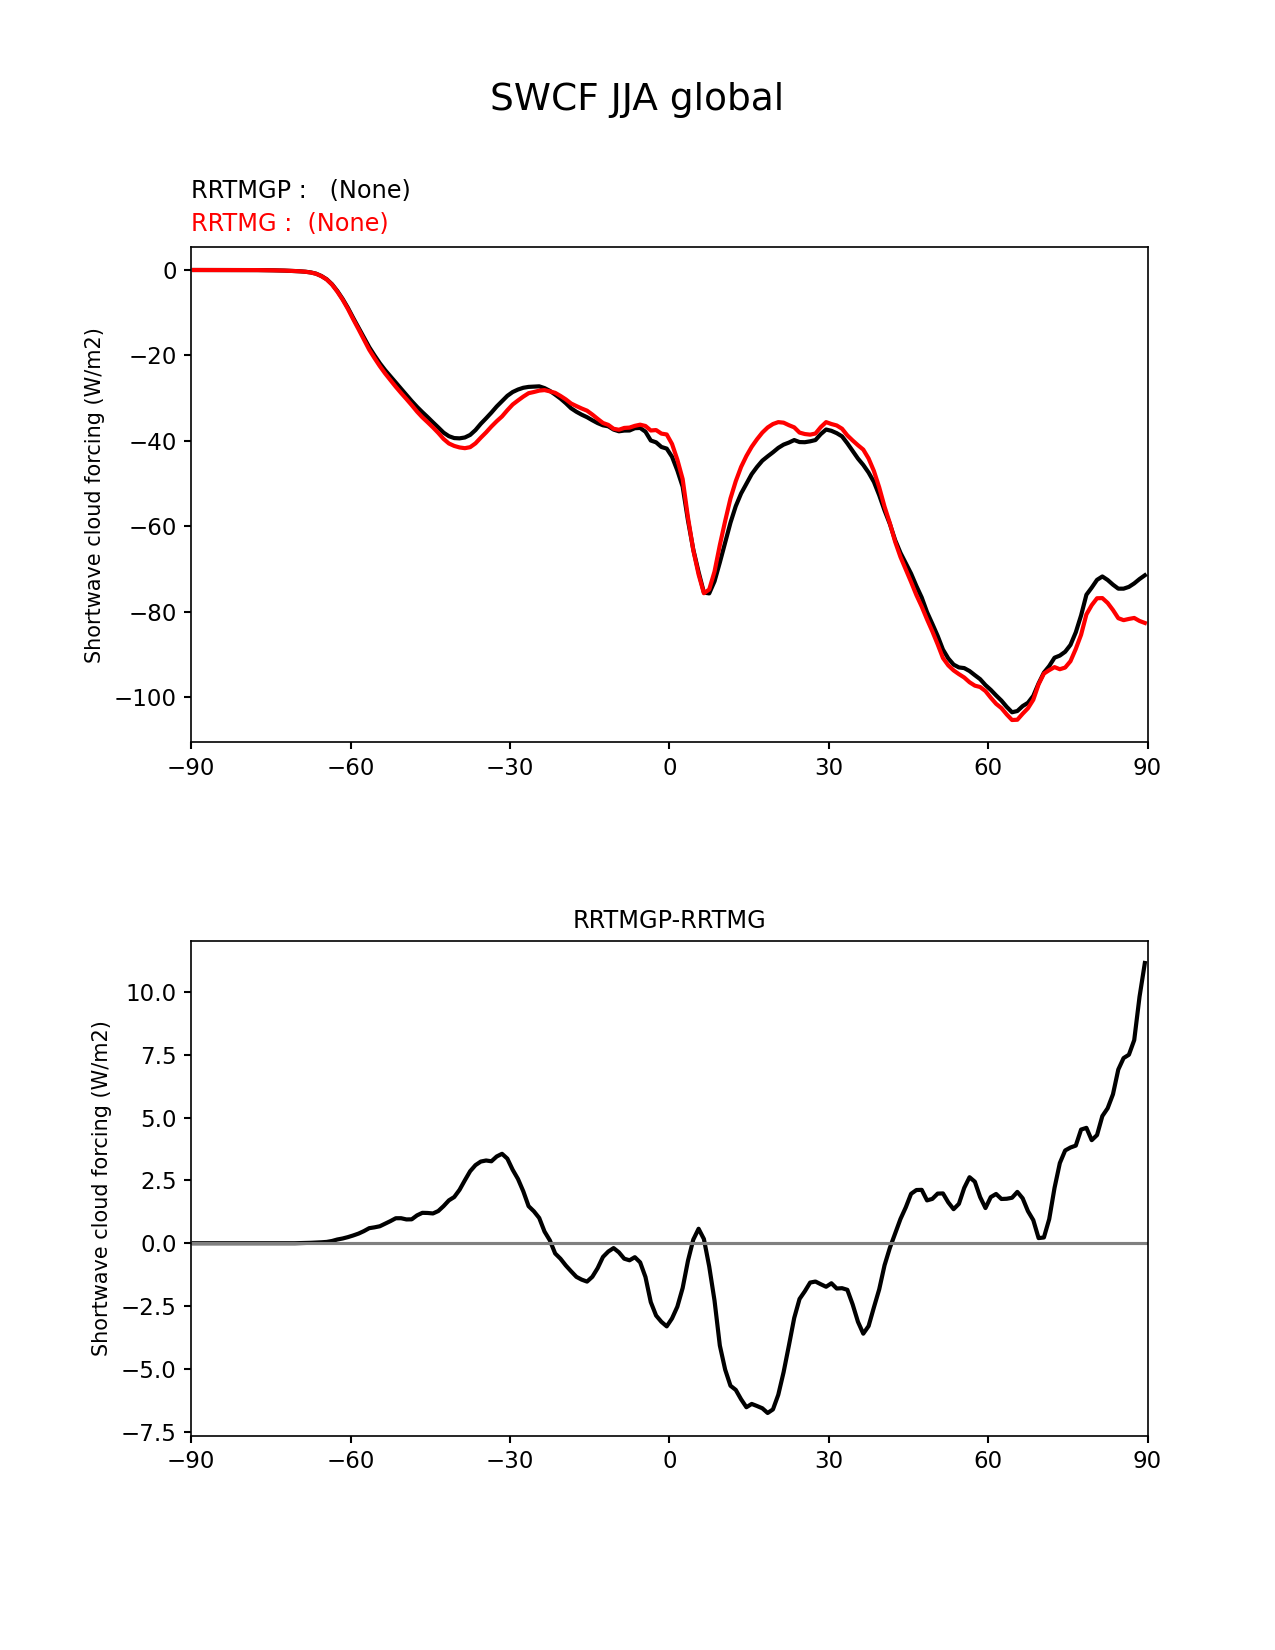 SWCF JJA global
RRTMGP :   (None)
RRTMG :  (None)
0
−20
−40
−60
−80
−100
Shortwave cloud forcing (W/m2)
−90 −60 −30 0 30 60 90
RRTMGP-RRTMG
10.0
7.5
5.0
2.5
0.0
−2.5
−5.0
−7.5
Shortwave cloud forcing (W/m2)
−90 −60 −30 0 30 60 90